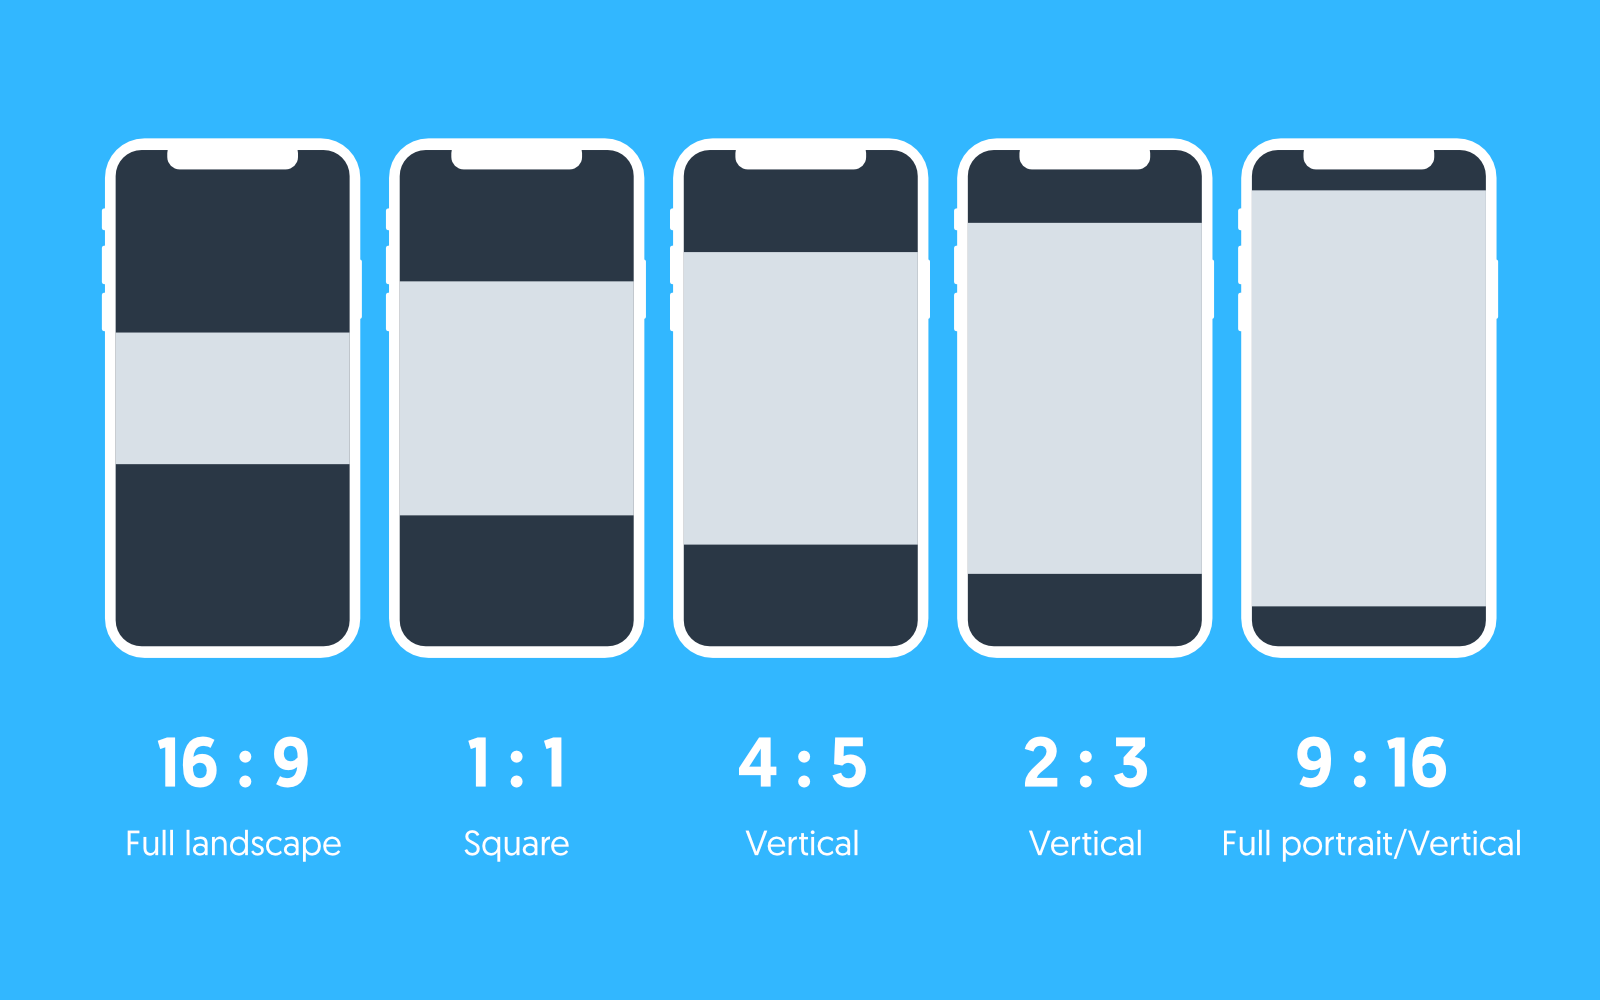 16 : 9
Full landscape
1 : 1
Square
4 : 5
Vertical
2 : 3
Vertical
9 : 16
Full portrait/Vertical